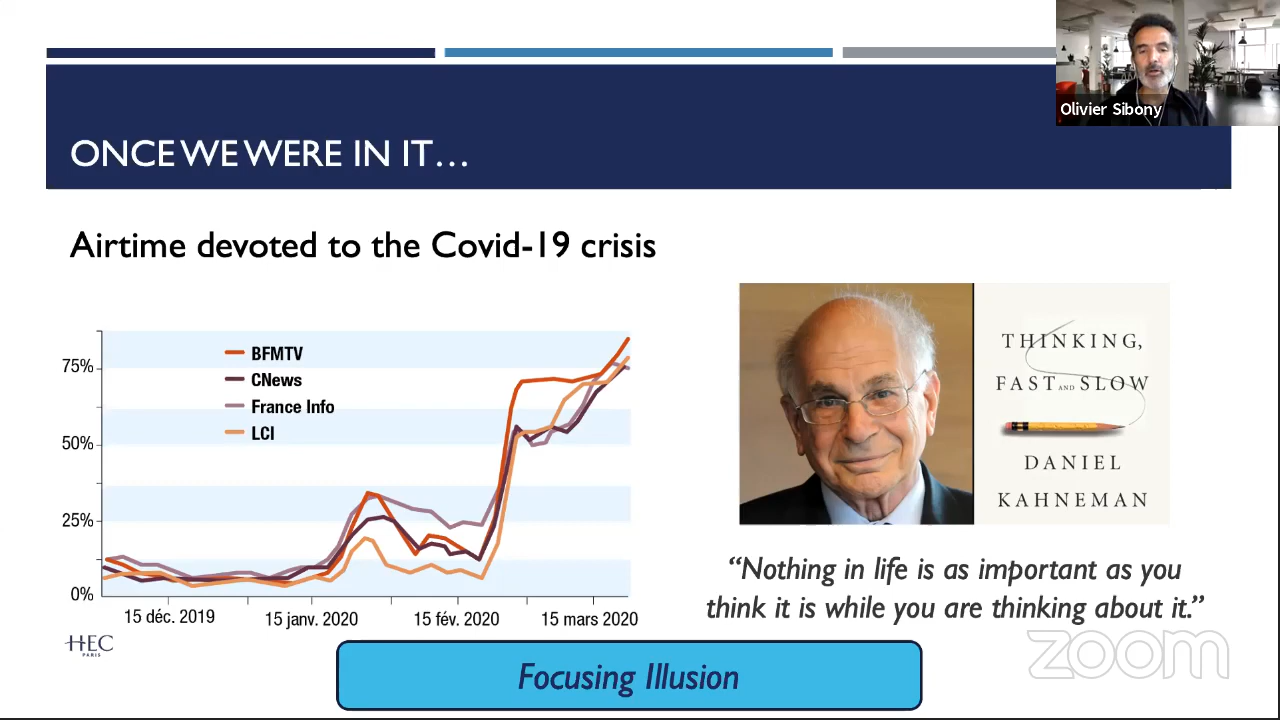 Olivier Sibony
ONCE WE WERE IN IT…
Airtime devoted to the Covid-19 crisis
75%
50%
25%
0%
BFMTV
CNews
France Info
LCI
15 déc. 2019
15 janv. 2020
15 fév. 2020
15 mars 2020
THINKING,
FAST AND SLOW
DANIEL
KAHNEMAN
“Nothing in life is as important as you
think it is while you are thinking about it.”
HEC
PARIS
Focusing Illusion
zoom